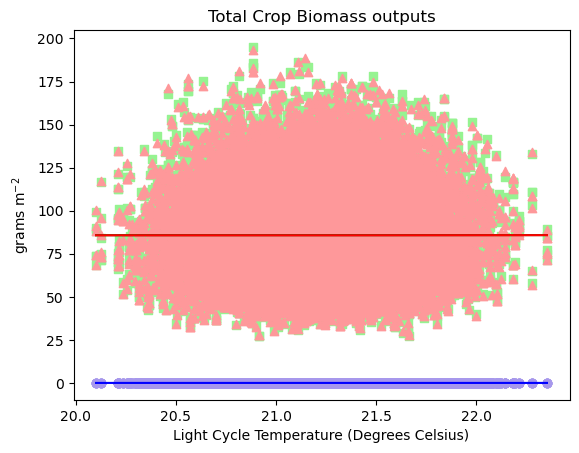 Total Crop Biomass outputs
200
175
150
125
100
75
50
25
0
grams m⁻²
20.0 20.5 21.0 21.5 22.0
Light Cycle Temperature (Degrees Celsius)